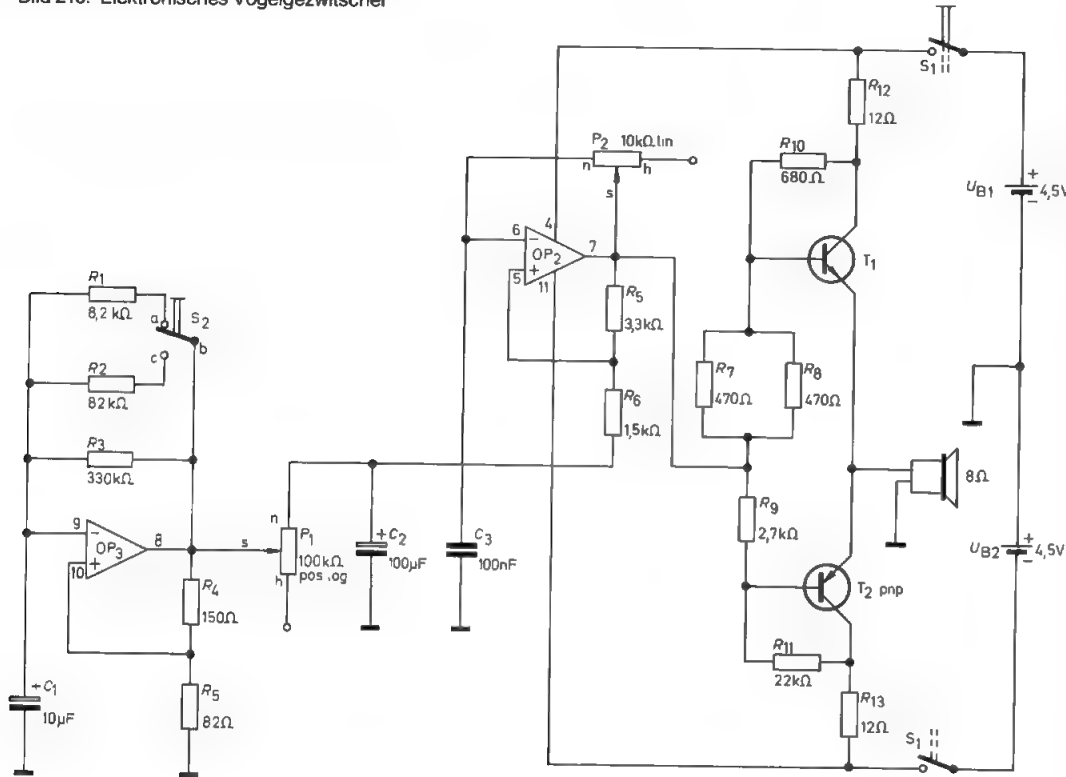 Bild 210. Elektronisches Vogelgezwitscher
S1
R12
12Ω
P2 10kΩ lin
n
h
s
R10
680Ω
UB1
+
−
4,5V
4
6
−
OP2
7
5
+
11
T1
R1
8,2 kΩ
a
S2
b
c
R5
3,3kΩ
R2
82kΩ
R7
470Ω
R8
470Ω
R6
1,5kΩ
R3
330kΩ
8Ω
n
R9
2,7kΩ
9
−
OP3
8
10
+
s
P1
100kΩ
pos.log
h
+
C2
100µF
C3
100nF
UB2
+
−
4,5V
T2 pnp
R4
150Ω
R11
22kΩ
+
C1
10µF
R5
82Ω
R13
12Ω
S1